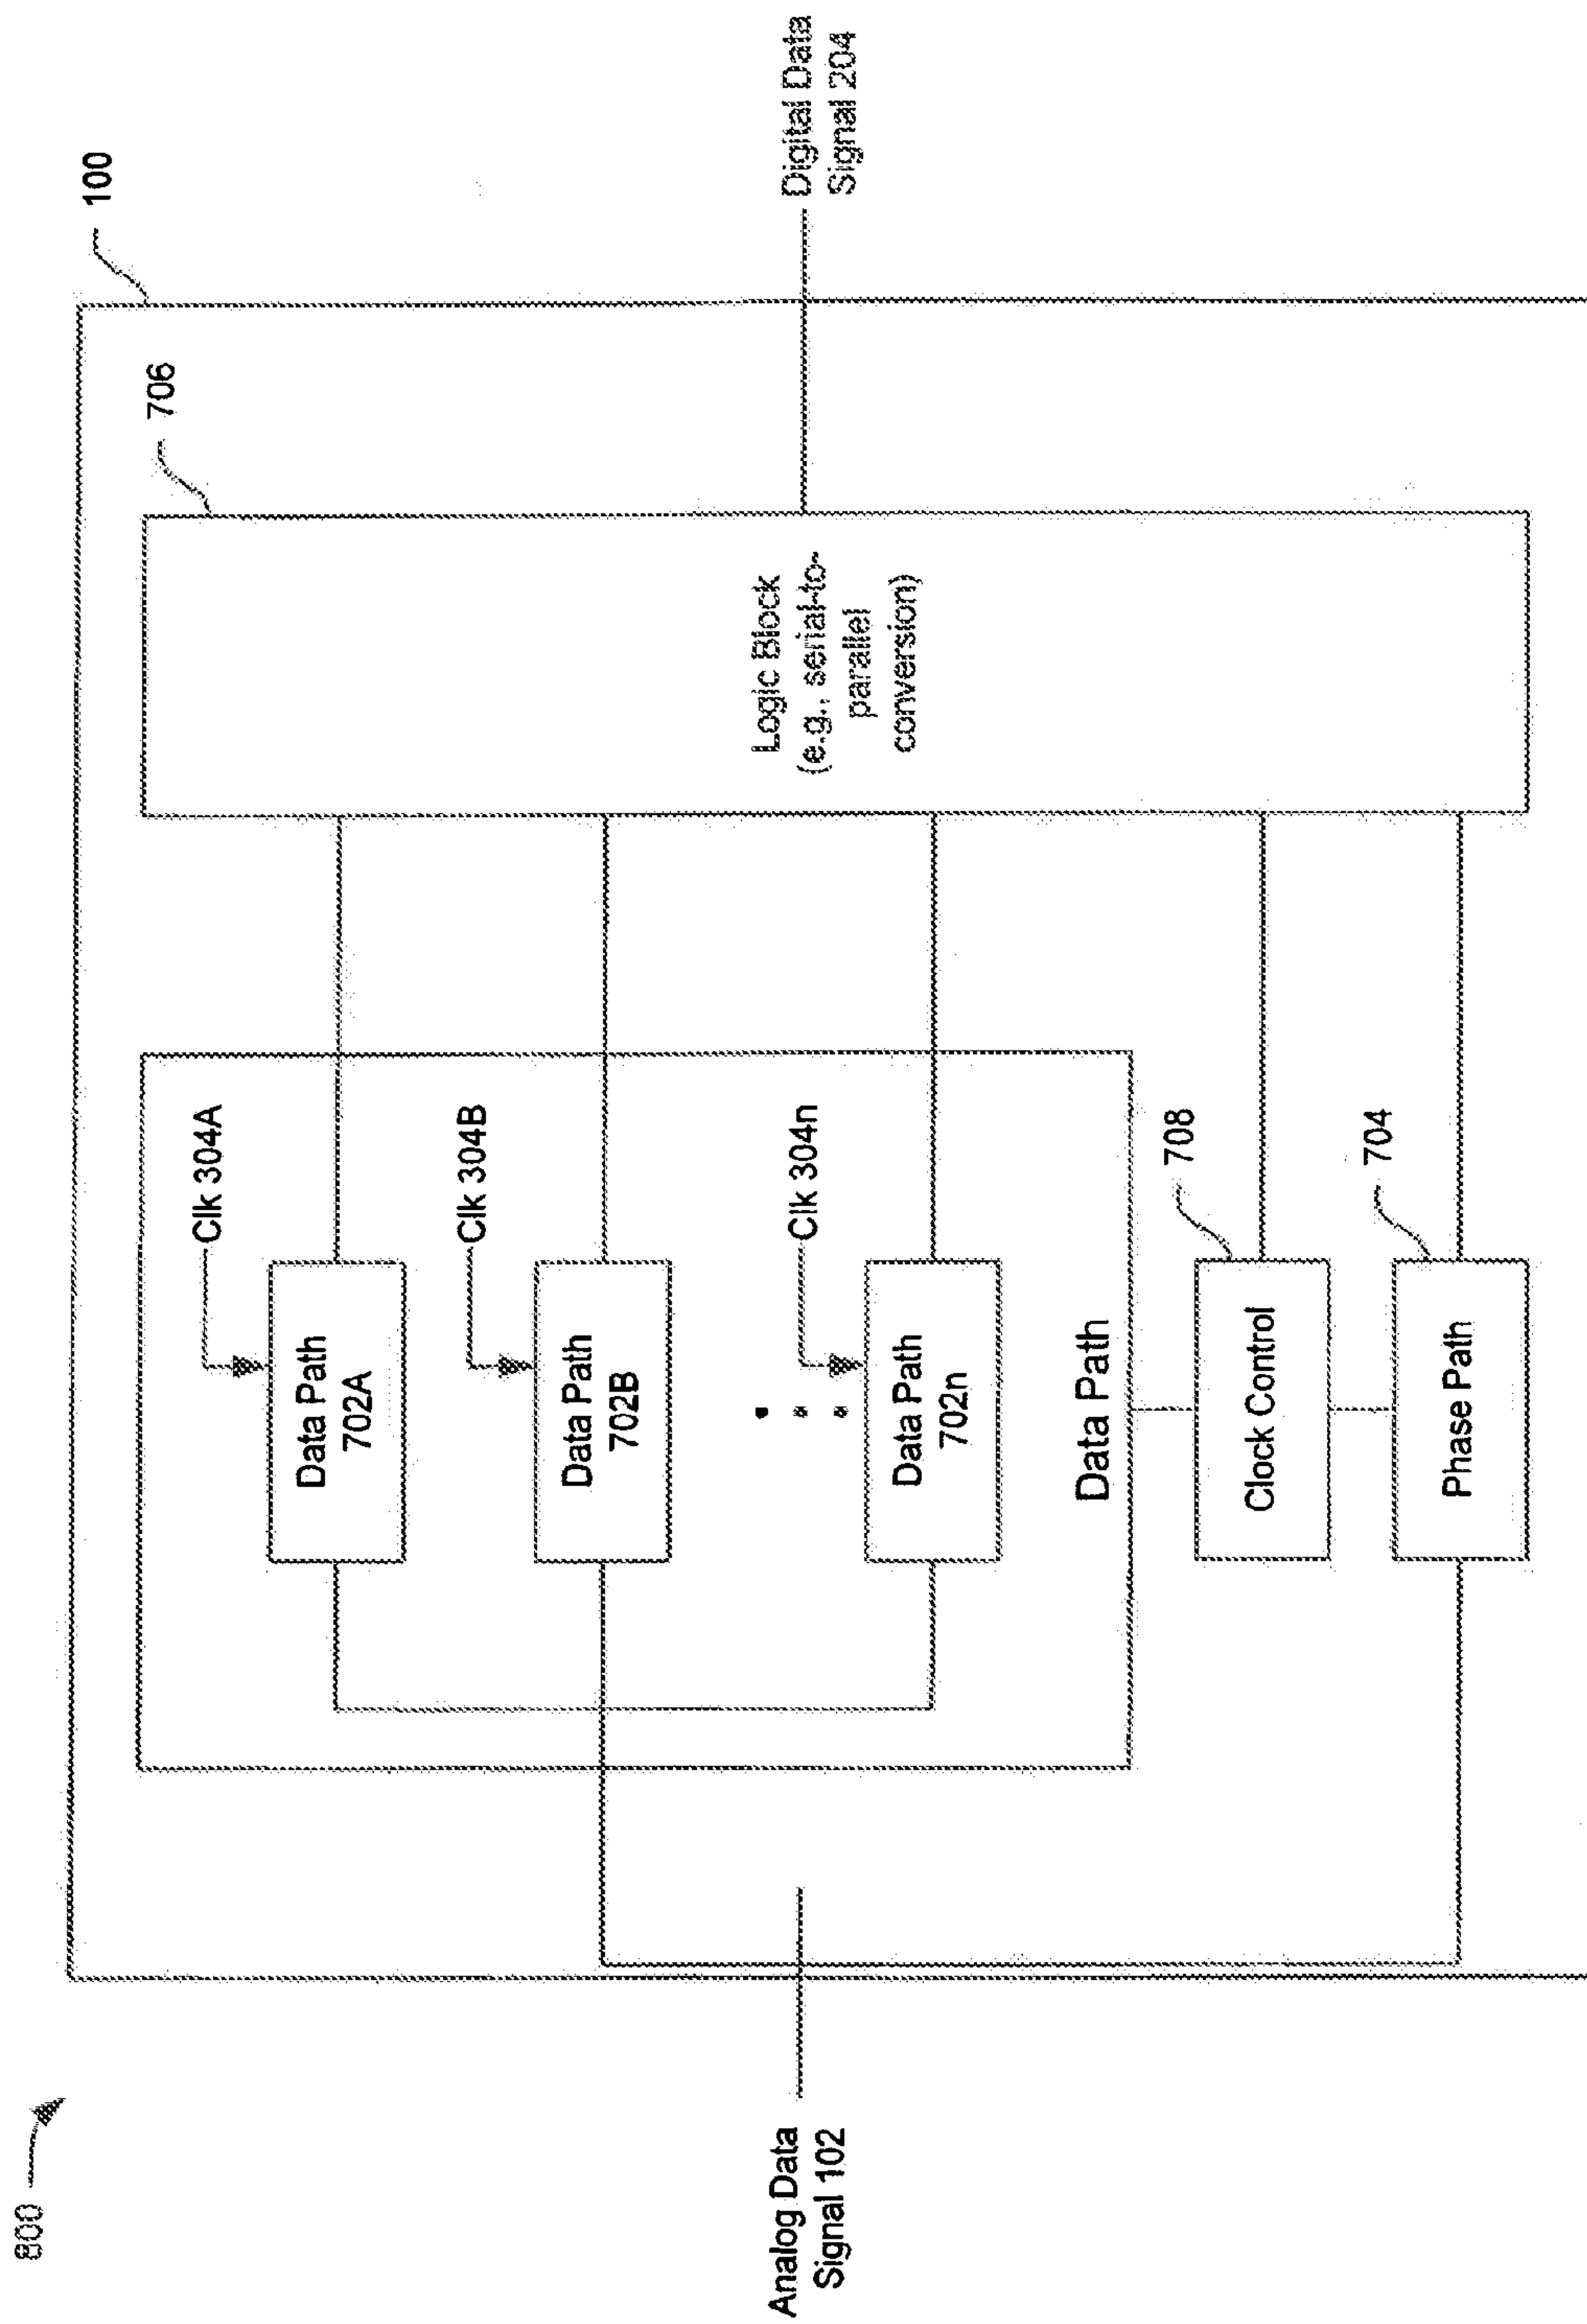 800
100
706
Clk 304A
Data Path
702A
Clk 304B
Data Path
702B
Logic Block
(e.g., serial-to-
parallel
conversion)
Analog Data
Signal 102
Digital Data
Signal 204
Clk 304n
Data Path
702n
Data Path
708
Clock Control
704
Phase Path